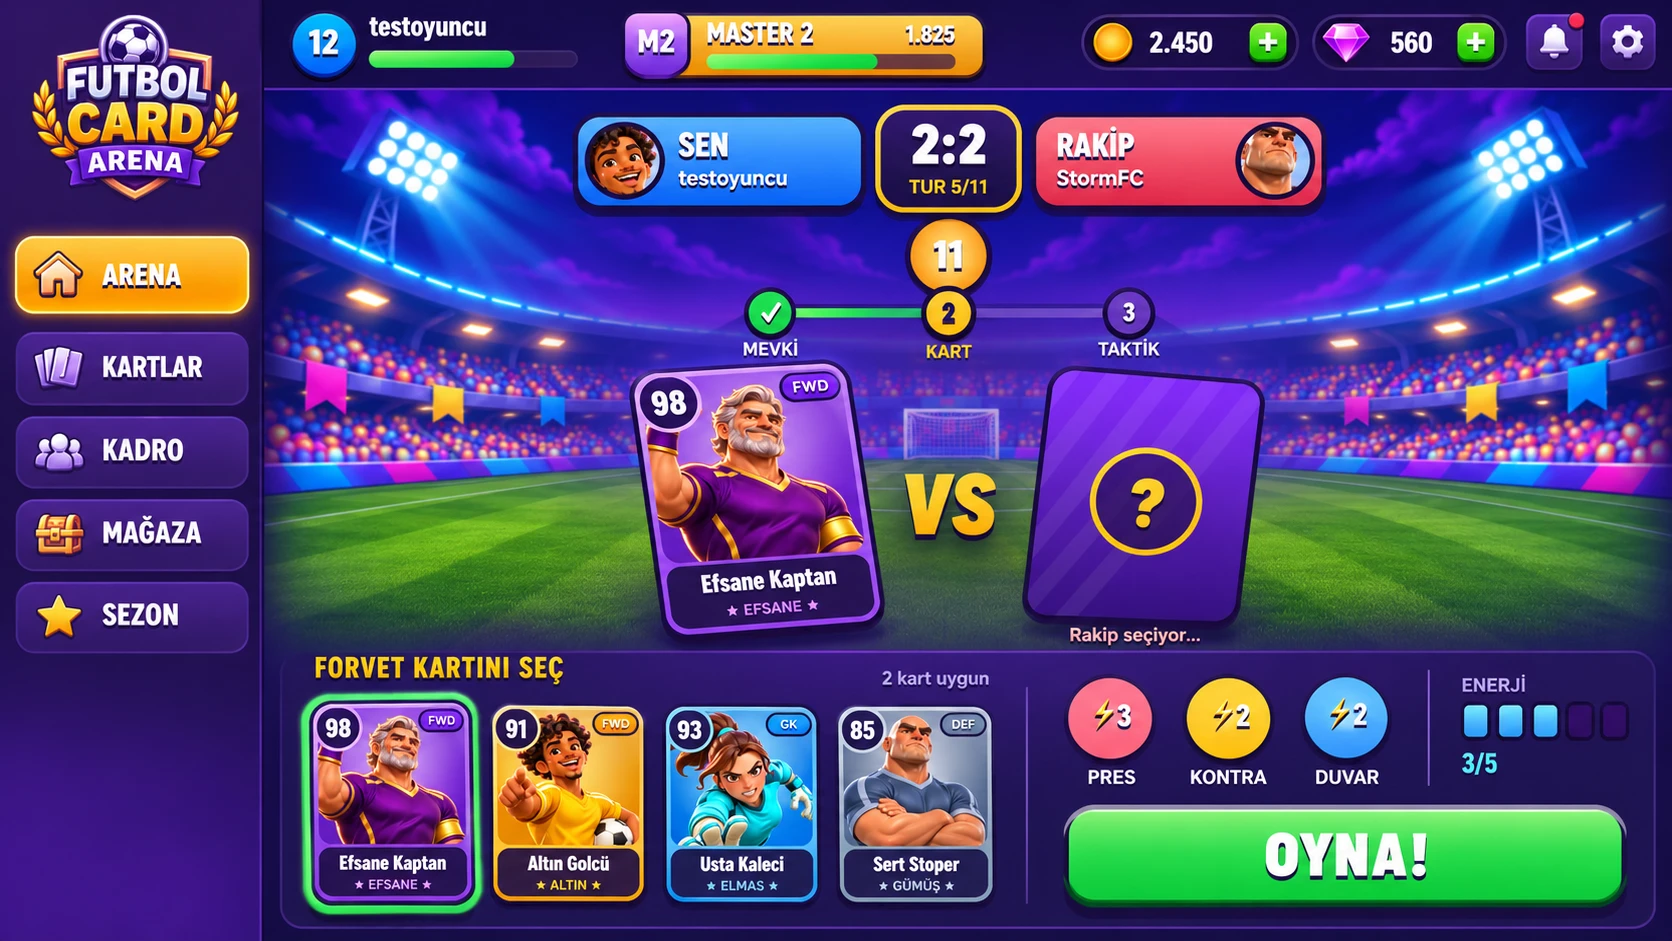 FUTBOL
CARD
ARENA
12
testoyuncu
M2
MASTER 2
1.825
2.450
+
560
+
ARENA
KARTLAR
KADRO
MAĞAZA
SEZON
SEN
testoyuncu
2:2
TUR 5/11
RAKİP
StormFC
11
2
3
MEVKİ
KART
TAKTİK
98
FWD
Efsane Kaptan
★ EFSANE ★
VS
?
Rakip seçiyor...
FORVET KARTINI SEÇ
2 kart uygun
98
FWD
Efsane Kaptan
★ EFSANE ★
91
FWD
Altın Golcü
★ ALTIN ★
93
GK
Usta Kaleci
★ ELMAS ★
85
DEF
Sert Stoper
★ GÜMÜŞ ★
3
PRES
2
KONTRA
2
DUVAR
ENERJİ
3/5
OYNA!